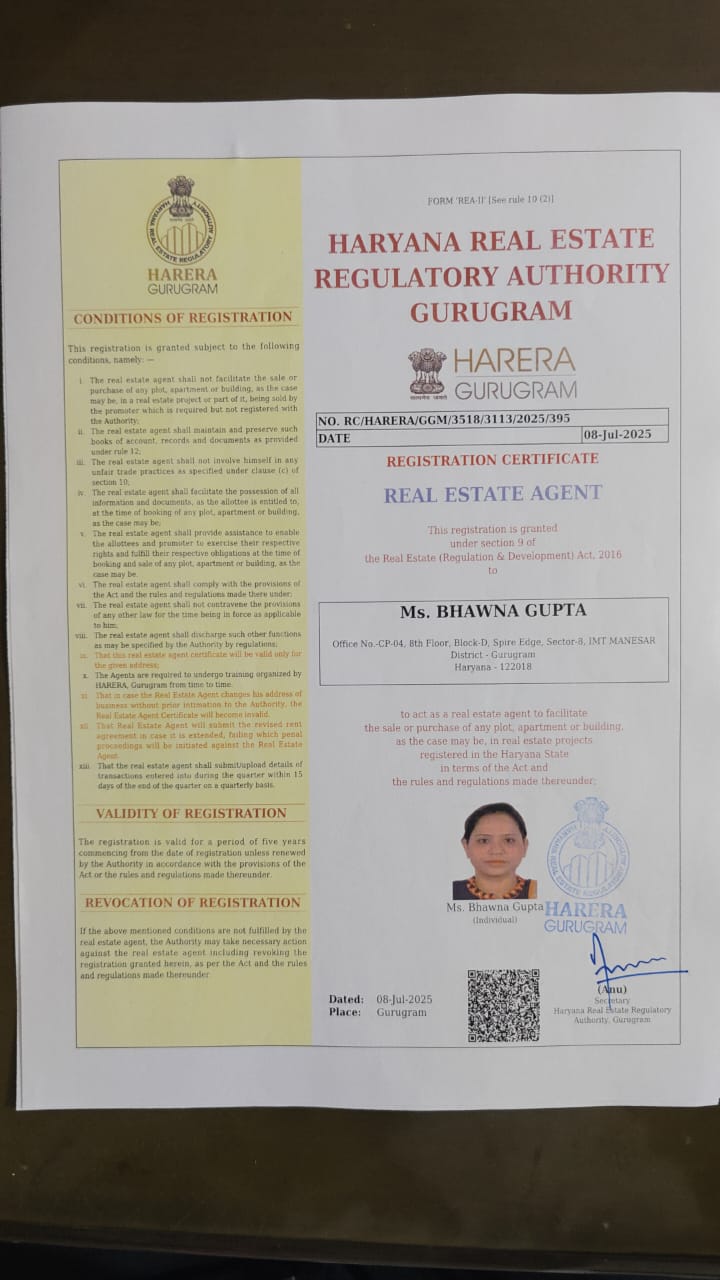 HARERA
GURUGRAM
CONDITIONS OF REGISTRATION
This registration is granted subject to the following
conditions, namely: —
i. The real estate agent shall not facilitate the sale or
purchase of any plot, apartment or building, as the case
may be, in a real estate project or part of it, being sold by
the promoter which is required but not registered with
the Authority;
ii. The real estate agent shall maintain and preserve such
books of account, records and documents as provided
under rule 12;
iii. The real estate agent shall not involve himself in any
unfair trade practices as specified under clause (c) of
section 10;
iv. The real estate agent shall facilitate the possession of all
information and documents, as the allottee is entitled to,
at the time of booking of any plot, apartment or building,
as the case may be;
v. The real estate agent shall provide assistance to enable
the allottees and promoter to exercise their respective
rights and fulfill their respective obligations at the time of
booking and sale of any plot, apartment or building, as the
case may be.
vi. The real estate agent shall comply with the provisions of
the Act and the rules and regulations made there under;
vii. The real estate agent shall not contravene the provisions
of any other law for the time being in force as applicable
to him;
viii. The real estate agent shall discharge such other functions
as may be specified by the Authority by regulations;
ix. That this real estate agent certificate will be valid only for
the given address;
x. The Agents are required to undergo training organized by
HARERA, Gurugram from time to time.
xi. That in case the Real Estate Agent changes his address of
business without prior intimation to the Authority, the
Real Estate Agent Certificate will become invalid.
xii. That Real Estate Agent will submit the revised rent
agreement in case it is extended, failing which penal
proceedings will be initiated against the Real Estate
Agent.
xiii. That the real estate agent shall submit/upload details of
transactions entered into during the quarter within 15
days of the end of the quarter on a quarterly basis.
VALIDITY OF REGISTRATION
The registration is valid for a period of five years
commencing from the date of registration unless renewed
by the Authority in accordance with the provisions of the
Act or the rules and regulations made thereunder.
REVOCATION OF REGISTRATION
If the above mentioned conditions are not fulfilled by the
real estate agent, the Authority may take necessary action
against the real estate agent including revoking the
registration granted herein, as per the Act and the rules
and regulations made thereunder
FORM 'REA-II' [See rule 10 (2)]
HARYANA REAL ESTATE
REGULATORY AUTHORITY
GURUGRAM
HARERA
GURUGRAM
सत्यमेव जयते
NO. RC/HARERA/GGM/3518/3113/2025/395
DATE 08-Jul-2025
REGISTRATION CERTIFICATE
REAL ESTATE AGENT
This registration is granted
under section 9 of
the Real Estate (Regulation & Development) Act, 2016
to
Ms. BHAWNA GUPTA
Office No.-CP-04, 8th Floor, Block-D, Spire Edge, Sector-8, IMT MANESAR
District - Gurugram
Haryana - 122018
to act as a real estate agent to facilitate
the sale or purchase of any plot, apartment or building,
as the case may be, in real estate projects
registered in the Haryana State
in terms of the Act and
the rules and regulations made thereunder;
Ms. Bhawna Gupta
(Individual)
HARERA
GURUGRAM
Dated: 08-Jul-2025
Place: Gurugram
(Anu)
Secretary
Haryana Real Estate Regulatory
Authority, Gurugram